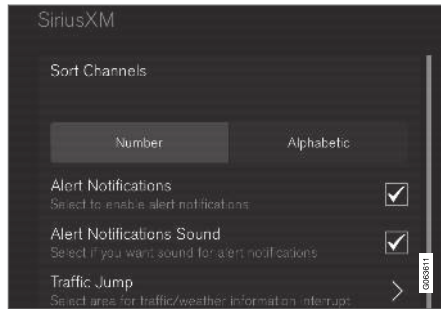 SiriusXM
Sort Channels
Number Alphabetic
Alert Notifications
Select to enable alert notifications
Alert Notifications Sound
Select if you want sound for alert notifications
Traffic Jump
Select area for traffic/weather information interrupt
G063611